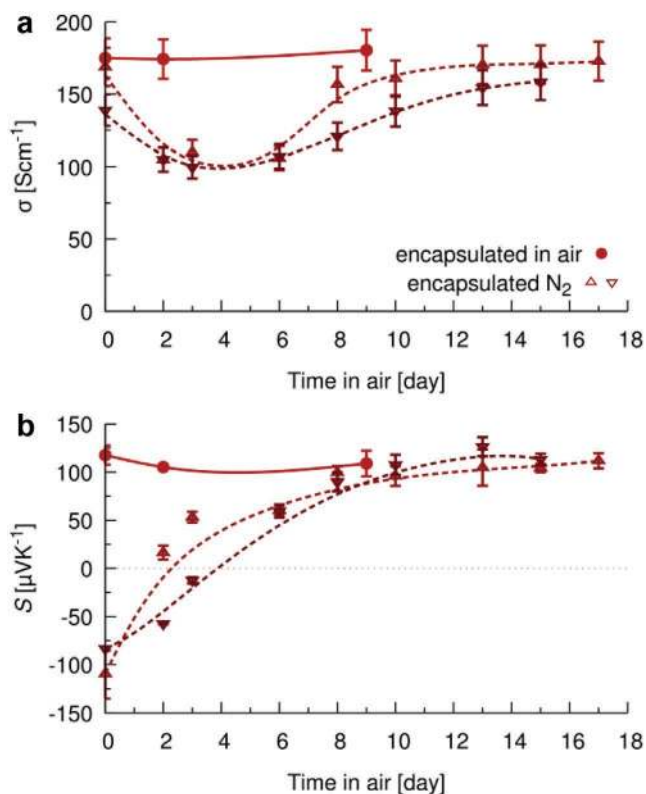 a
200
150
100
50
0
σ [Scm⁻¹]
encapsulated in air
encapsulated N₂
0 2 4 6 8 10 12 14 16 18
Time in air [day]
b
150
100
50
0
-50
-100
-150
S [μVK⁻¹]
0 2 4 6 8 10 12 14 16 18
Time in air [day]